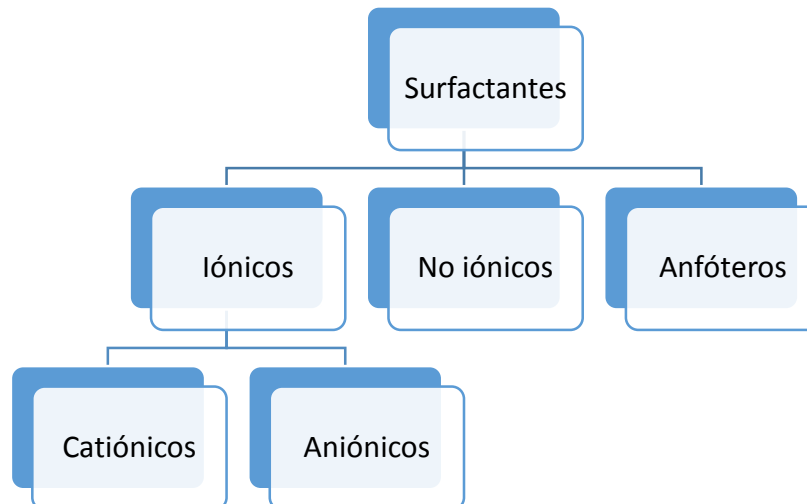 Surfactantes
Iónicos
No iónicos
Anfóteros
Catiónicos
Aniónicos